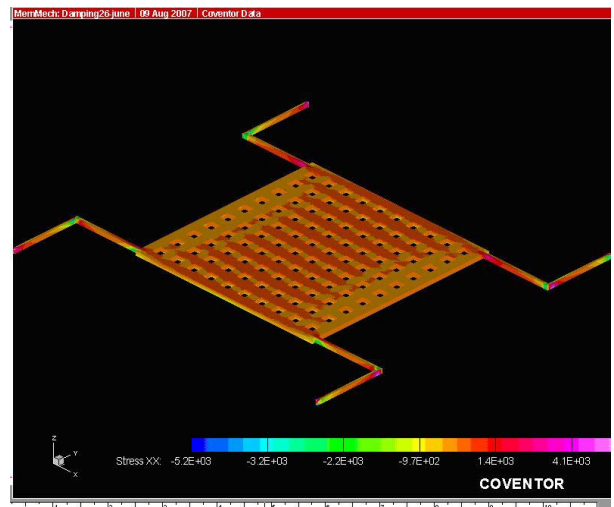 MemMech: Damping26-june | 09 Aug 2007 | Coventor Data
Z
Y
X
Stress XX: -5.2E+03 -3.2E+03 -2.2E+03 -9.7E+02 1.4E+03 4.1E+03
COVENTOR